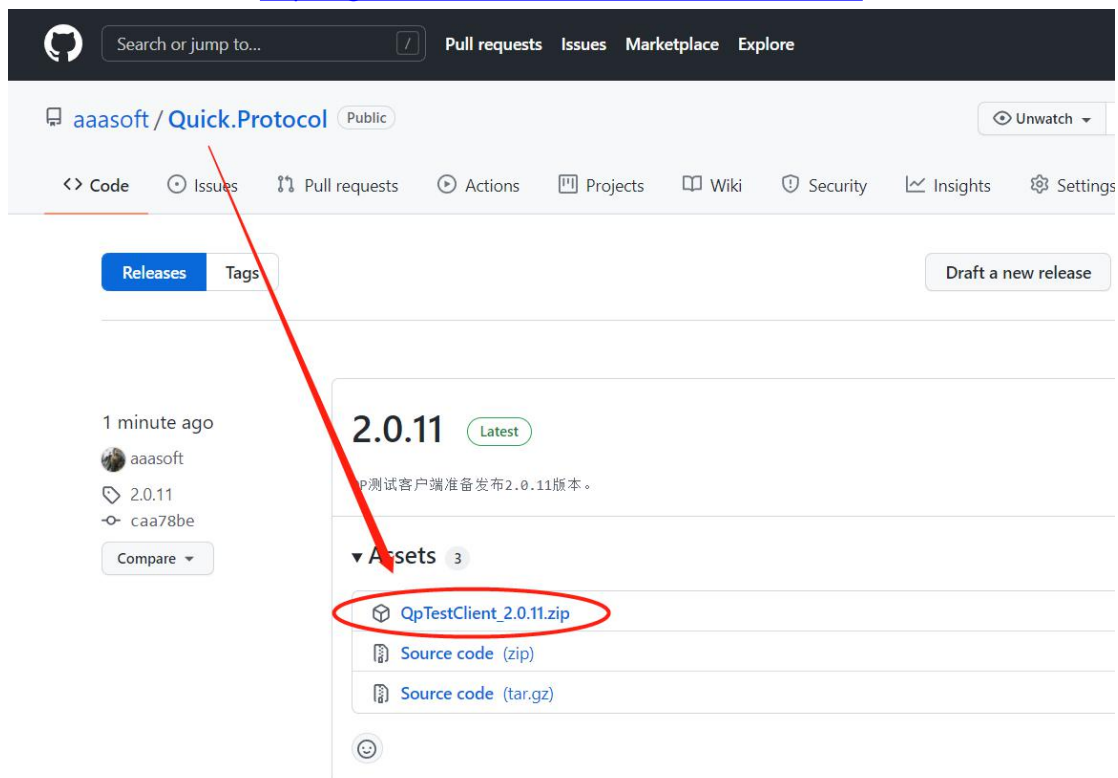 Search or jump to... / Pull requests Issues Marketplace Explore
aaasoft / Quick.Protocol Public Unwatch
Code Issues Pull requests Actions Projects Wiki Security Insights Settings
Releases Tags Draft a new release
1 minute ago
aaasoft
2.0.11
caa78be
Compare
2.0.11 Latest
测试客户端准备发布2.0.11版本。
Assets 3
QpTestClient_2.0.11.zip
Source code (zip)
Source code (tar.gz)